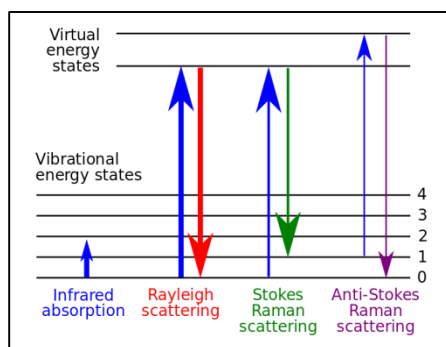 Virtual
energy
states
Vibrational
energy states
4
3
2
1
0
Infrared
absorption
Rayleigh
scattering
Stokes
Raman
scattering
Anti-Stokes
Raman
scattering